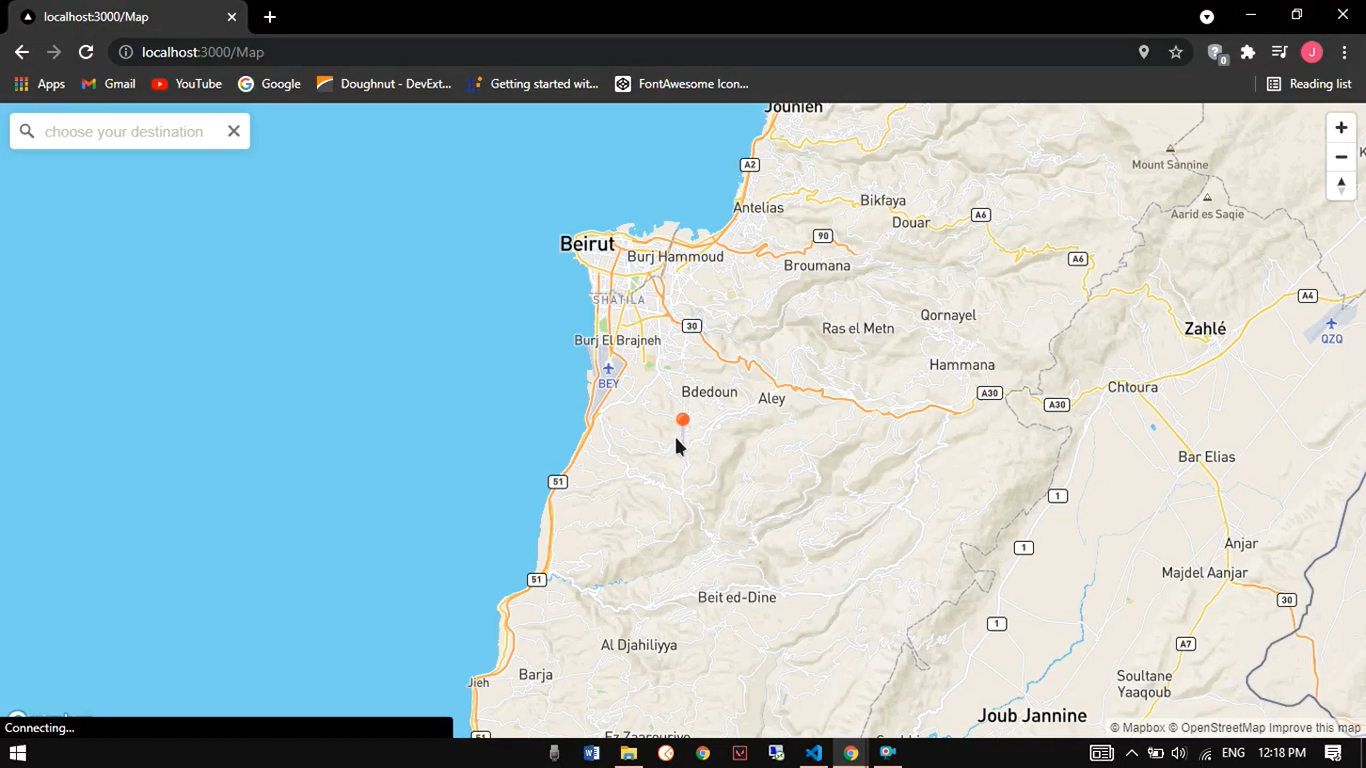 localhost:3000/Map
localhost:3000/Map
0
J
Apps
Gmail
YouTube
Google
Doughnut - DevExt...
Getting started wit...
FontAwesome Icon...
Reading list
choose your destination
Jounieh
A2
Mount Sannine
Antelias
Bikfaya
Aarid es Saqie
Douar
A6
90
Beirut
Burj Hammoud
A6
Broumana
SHATILA
A4
Qornayel
30
Ras el Metn
Zahlé
QZQ
Burj El Brajneh
Hammana
BEY
Bdedoun
Chtoura
Aley
A30
A30
Bar Elias
51
1
Anjar
1
Majdel Aanjar
51
Beit ed-Dine
30
1
Al Djahiliyya
A7
Barja
Jieh
Soultane
Yaaqoub
Joub Jannine
© Mapbox © OpenStreetMap Improve this map
Connecting...
ENG
12:18 PM